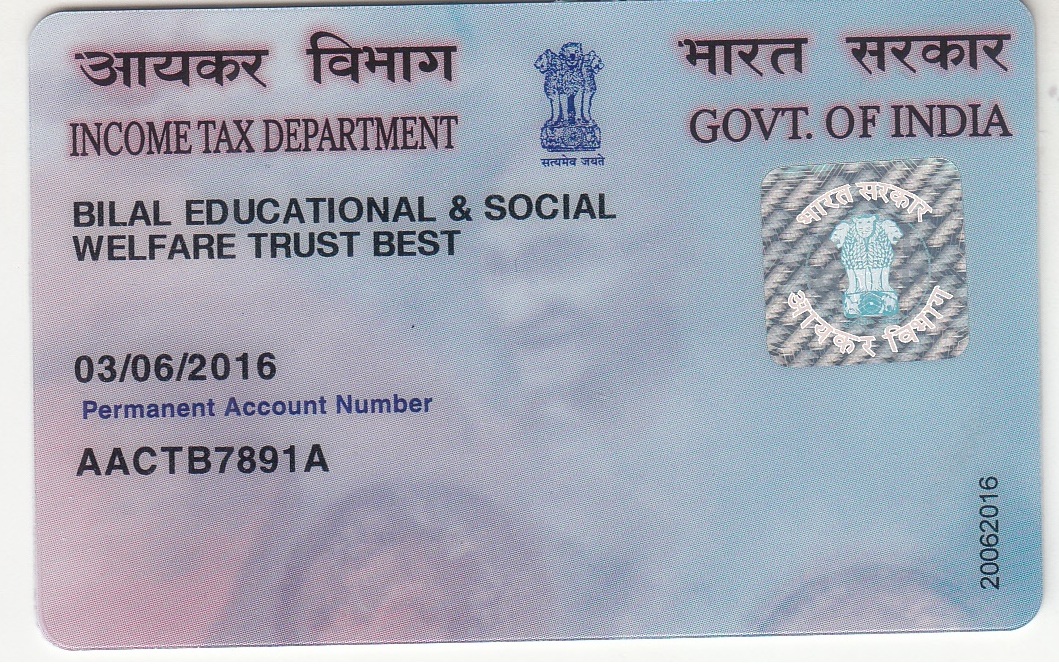 आयकर विभाग
INCOME TAX DEPARTMENT
सत्यमेव जयते
भारत सरकार
GOVT. OF INDIA
BILAL EDUCATIONAL & SOCIAL
WELFARE TRUST BEST
भारत सरकार
आयकर विभाग
03/06/2016
Permanent Account Number
AACTB7891A
20062016